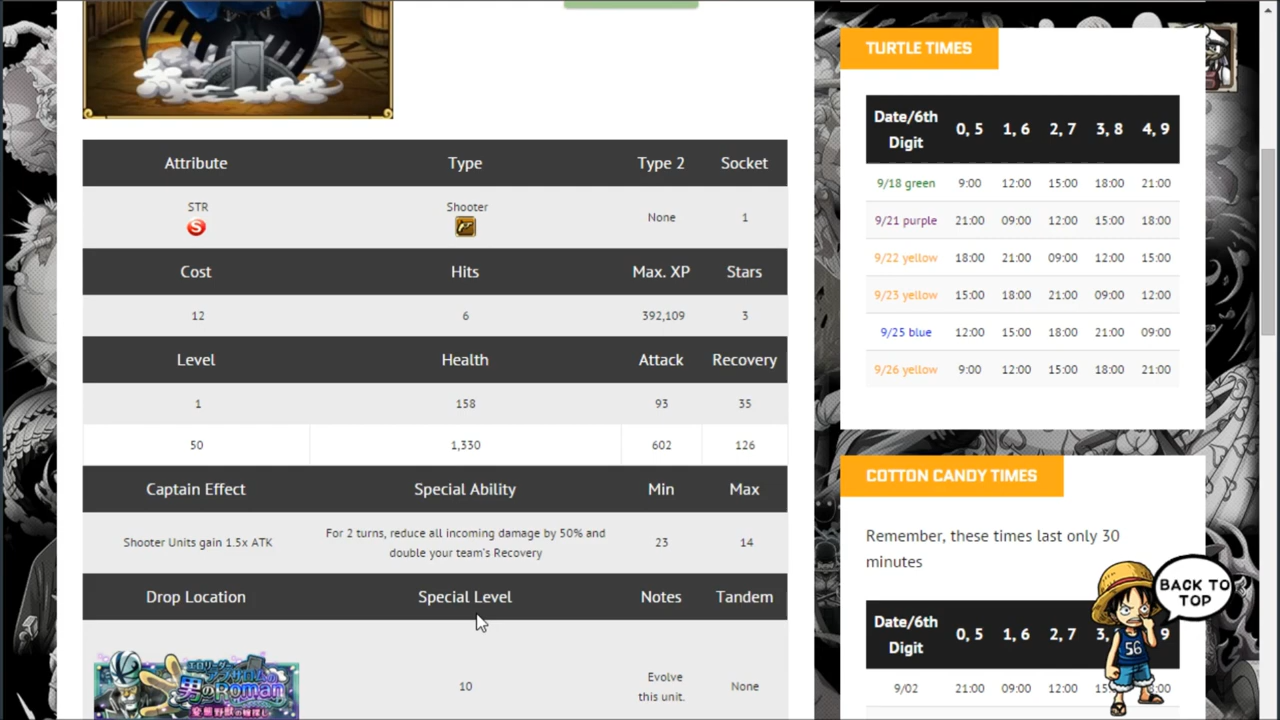 Attribute Type Type 2 Socket
STR Shooter None 1
S
Cost Hits Max. XP Stars
12 6 392,109 3
Level Health Attack Recovery
1 158 93 35
50 1,330 602 126
Captain Effect Special Ability Min Max
Shooter Units gain 1.5x ATK For 2 turns, reduce all incoming damage by 50% and 23 14
double your team's Recovery
Drop Location Special Level Notes Tandem
10 Evolve None
this unit.
男のRoman
TURTLE TIMES
Date/6th 0, 5 1, 6 2, 7 3, 8 4, 9
Digit
9/18 green 9:00 12:00 15:00 18:00 21:00
9/21 purple 21:00 09:00 12:00 15:00 18:00
9/22 yellow 18:00 21:00 09:00 12:00 15:00
9/23 yellow 15:00 18:00 21:00 09:00 12:00
9/25 blue 12:00 15:00 18:00 21:00 09:00
9/26 yellow 9:00 12:00 15:00 18:00 21:00
COTTON CANDY TIMES
Remember, these times last only 30
minutes
BACK TO
TOP
56
Date/6th 0, 5 1, 6 2, 7 3, 9
Digit
9/02 21:00 09:00 12:00